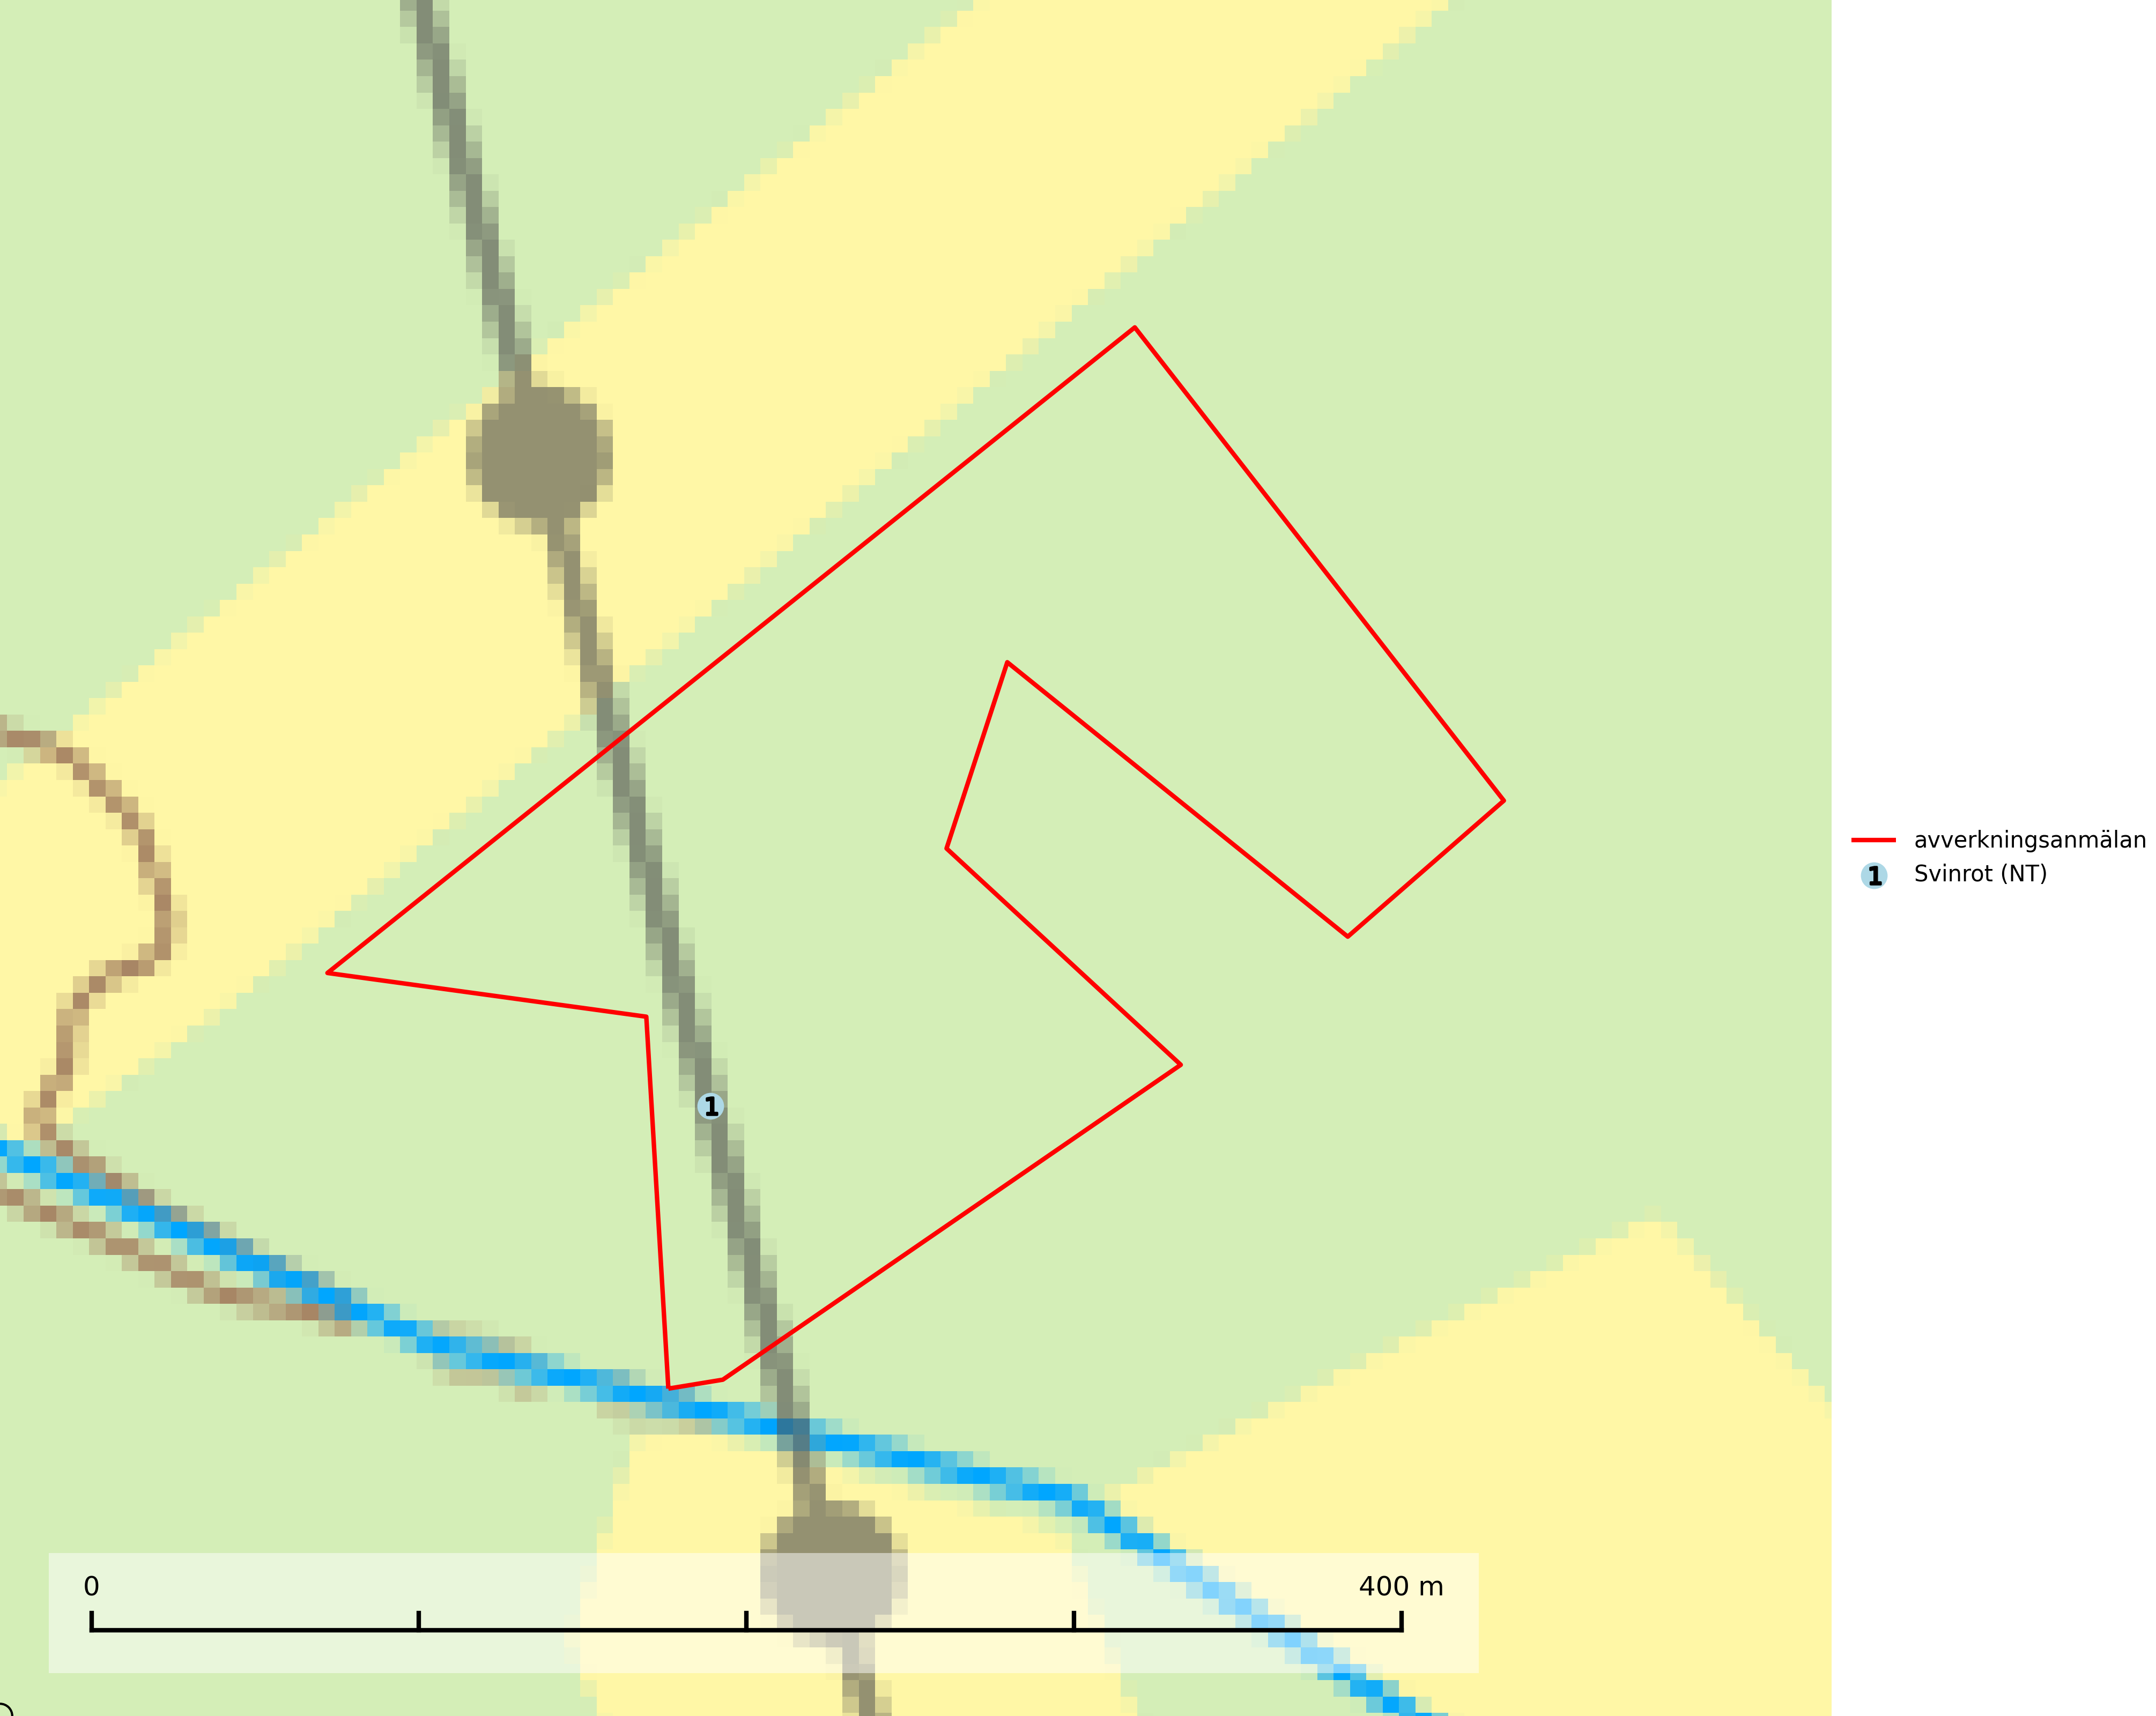 avverkningsanmälan
1 Svinrot (NT)
1
0 400 m